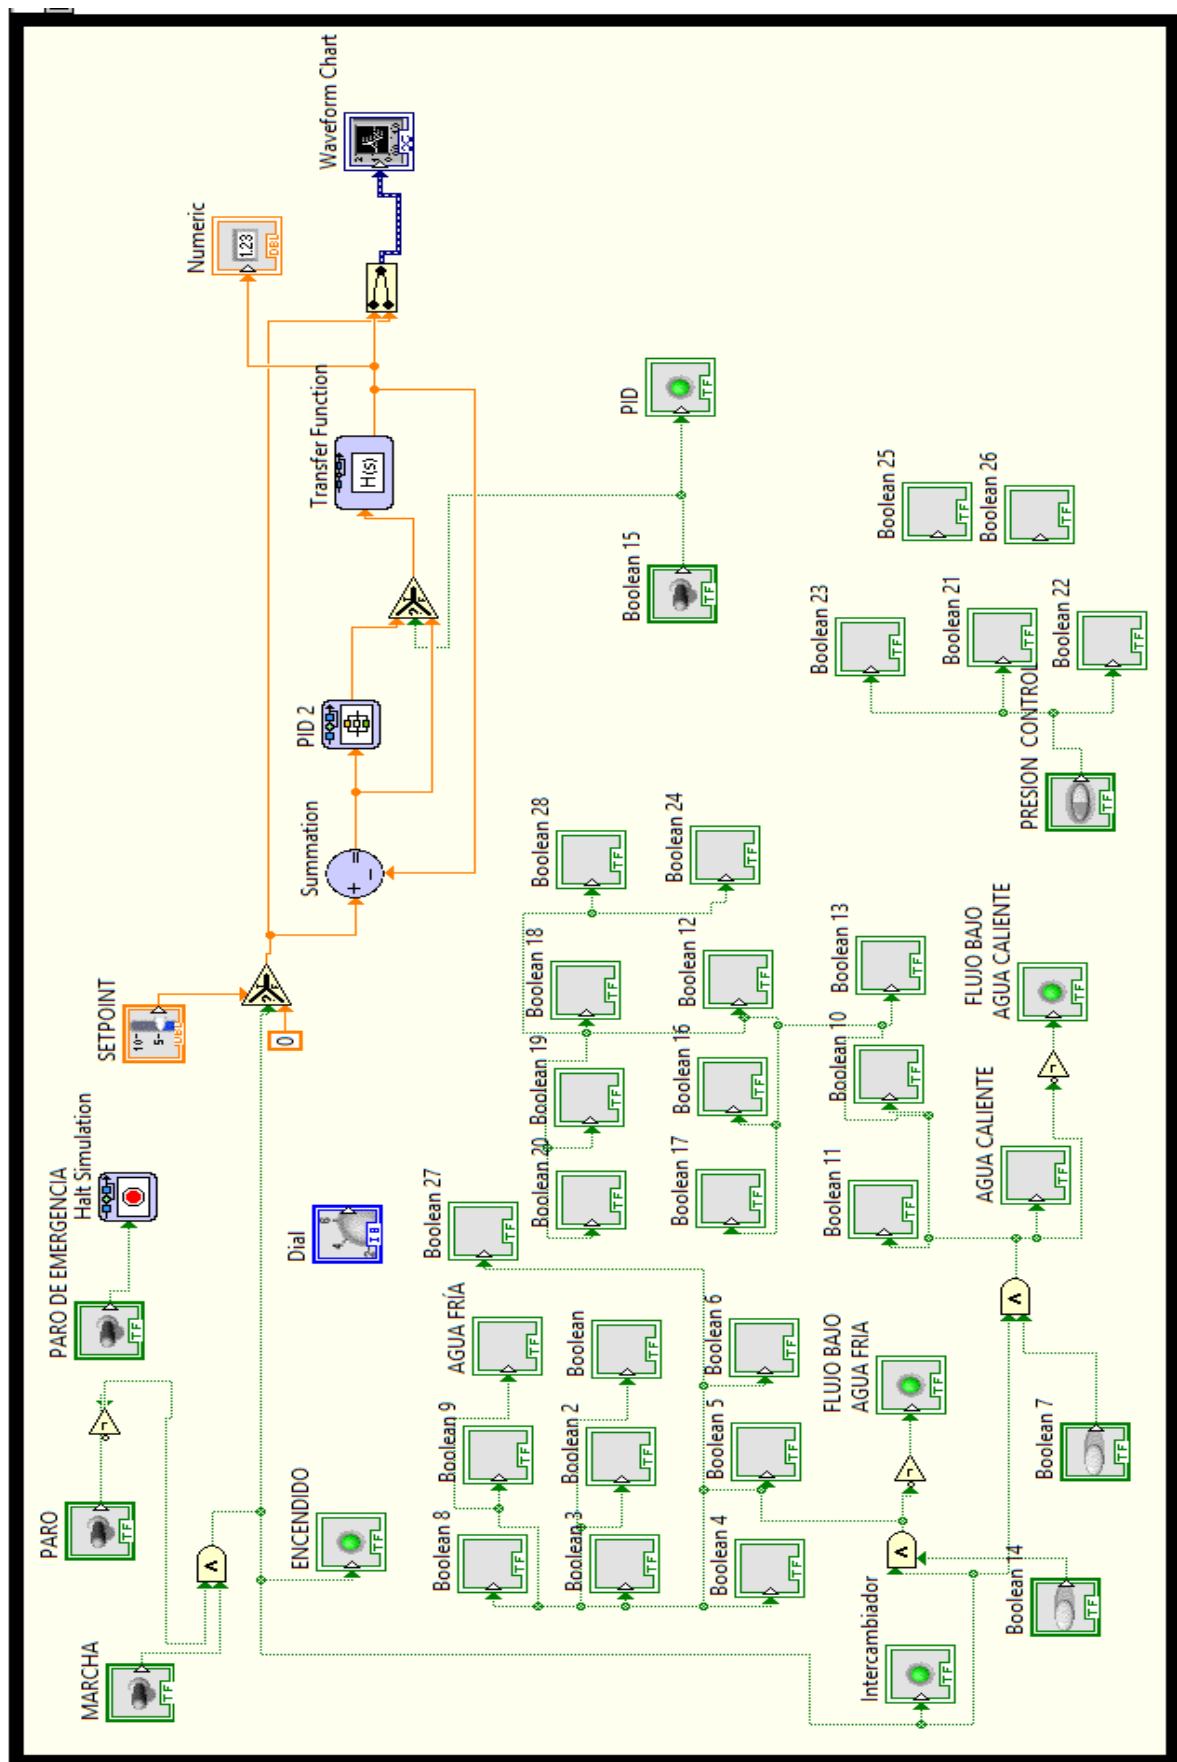 MARCHA
PARO
PARO DE EMERGENCIA
Halt Simulation
SETPOINT
10-
5-
DBL
0
ENCENDIDO
Dial
Summation
PID 2
Transfer Function
H(s)
Numeric
1.23
DBL
Waveform Chart
Boolean 15
PID
Boolean 8
Boolean 9
AGUA FRÍA
Boolean 3
Boolean 2
Boolean
Boolean 4
Boolean 5
Boolean 6
Boolean 27
Boolean 20
Boolean 19
Boolean 18
Boolean 28
Boolean 17
Boolean 16
Boolean 12
Boolean 24
Boolean 11
Boolean 10
Boolean 13
Intercambiador
FLUJO BAJO
AGUA FRIA
Boolean 14
Boolean 7
AGUA CALIENTE
FLUJO BAJO
AGUA CALIENTE
PRESION CONTROL
Boolean 23
Boolean 21
Boolean 22
Boolean 25
Boolean 26